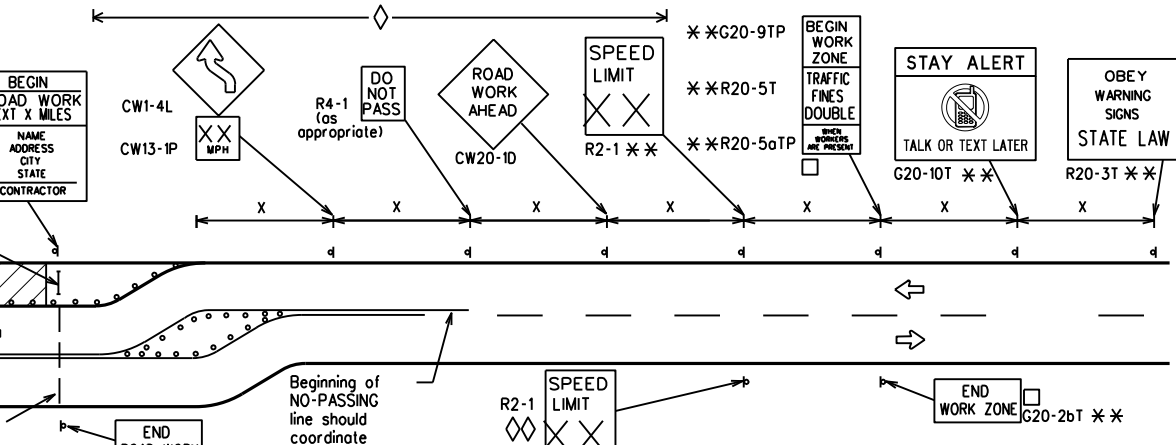 BEGIN
ROAD WORK
NEXT X MILES
NAME
ADDRESS
CITY
STATE
CONTRACTOR
CW1-4L
CW13-1P
XX
MPH
R4-1
(as
appropriate)
DO
NOT
PASS
ROAD
WORK
AHEAD
CW20-1D
SPEED
LIMIT
X X
R2-1 **
**G20-9TP
**R20-5T
**R20-5aTP
BEGIN
WORK
ZONE
TRAFFIC
FINES
DOUBLE
WHEN
WORKERS
ARE PRESENT
STAY ALERT
TALK OR TEXT LATER
G20-10T **
OBEY
WARNING
SIGNS
STATE LAW
R20-3T **
X X X X X X X
Beginning of
NO-PASSING
line should
coordinate
R2-1
◊◊
SPEED
LIMIT
X X
END
WORK ZONE
G20-2bT **
END
ROAD WORK